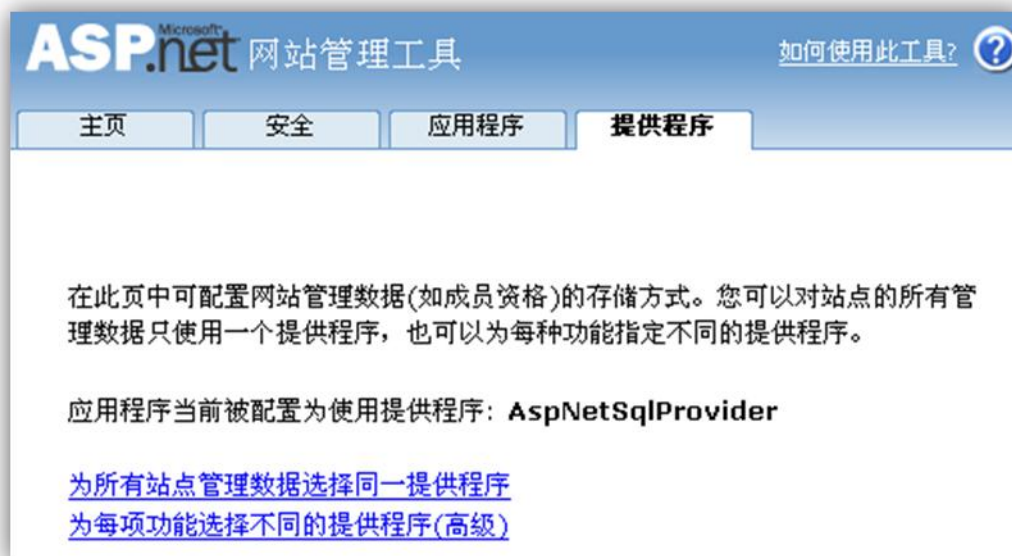 ASP.net Microsoft 网站管理工具 如何使用此工具? ?
主页 安全 应用程序 提供程序
在此页中可配置网站管理数据(如成员资格)的存储方式。您可以对站点的所有管
理数据只使用一个提供程序，也可以为每种功能指定不同的提供程序。
应用程序当前被配置为使用提供程序: AspNetSqlProvider
为所有站点管理数据选择同一提供程序
为每项功能选择不同的提供程序(高级)